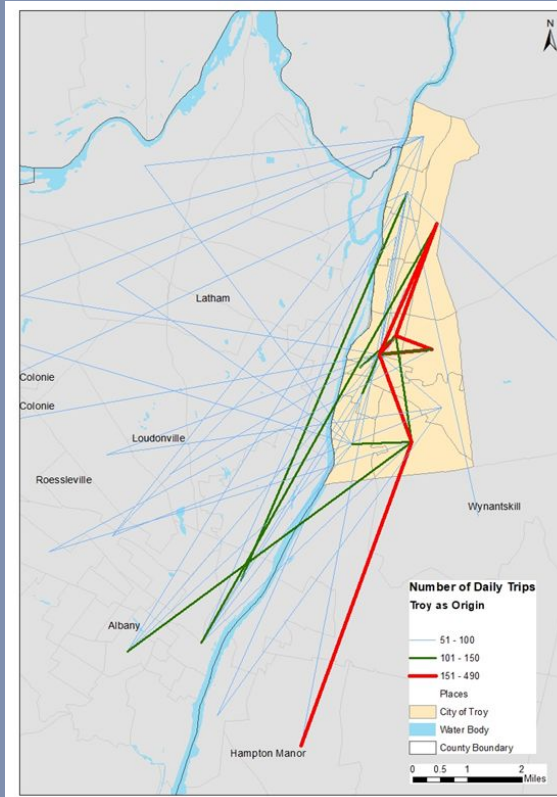 N
Latham
Colonie
Colonie
Loudonville
Roessleville
Wynantskill
Albany
Hampton Manor
Number of Daily Trips
Troy as Origin
51 - 100
101 - 150
151 - 490
Places
City of Troy
Water Body
County Boundary
0 0.5 1 2
Miles